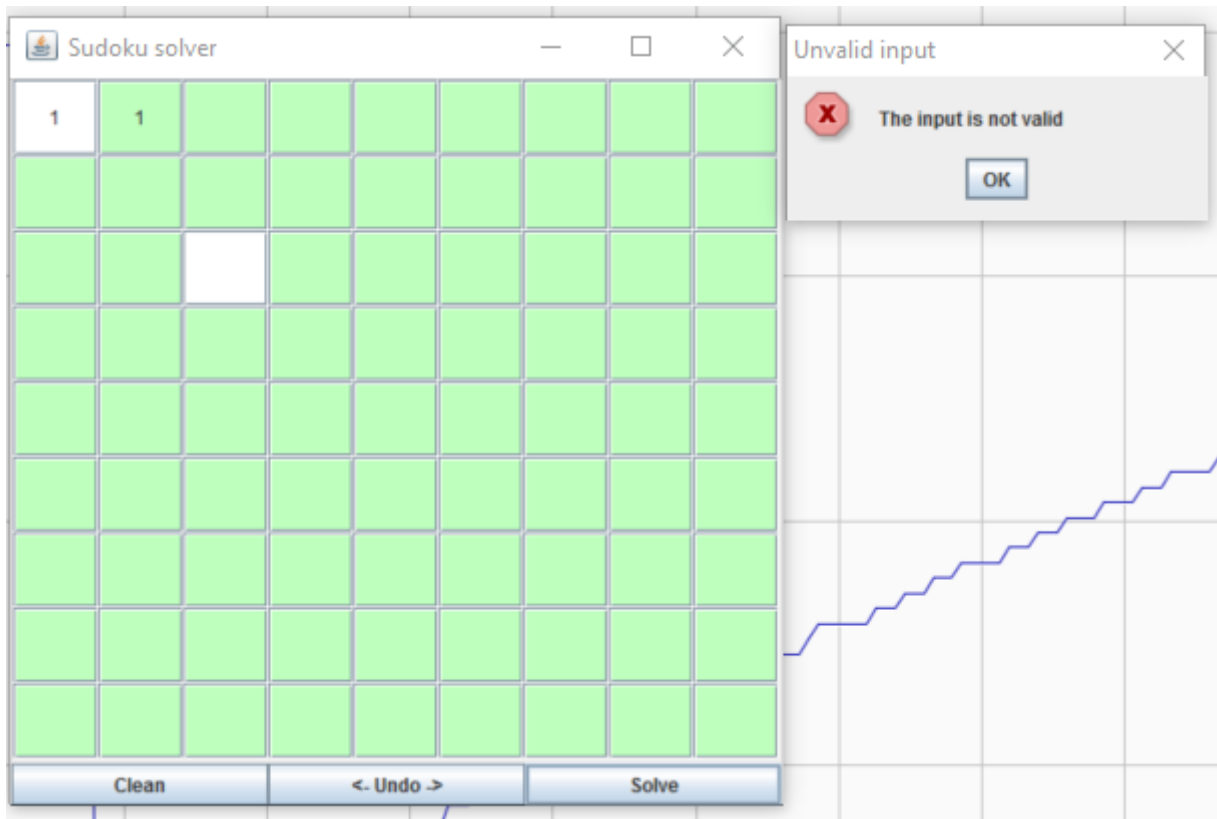 Sudoku solver
1 1
Clean <- Undo -> Solve
Unvalid input
The input is not valid
OK